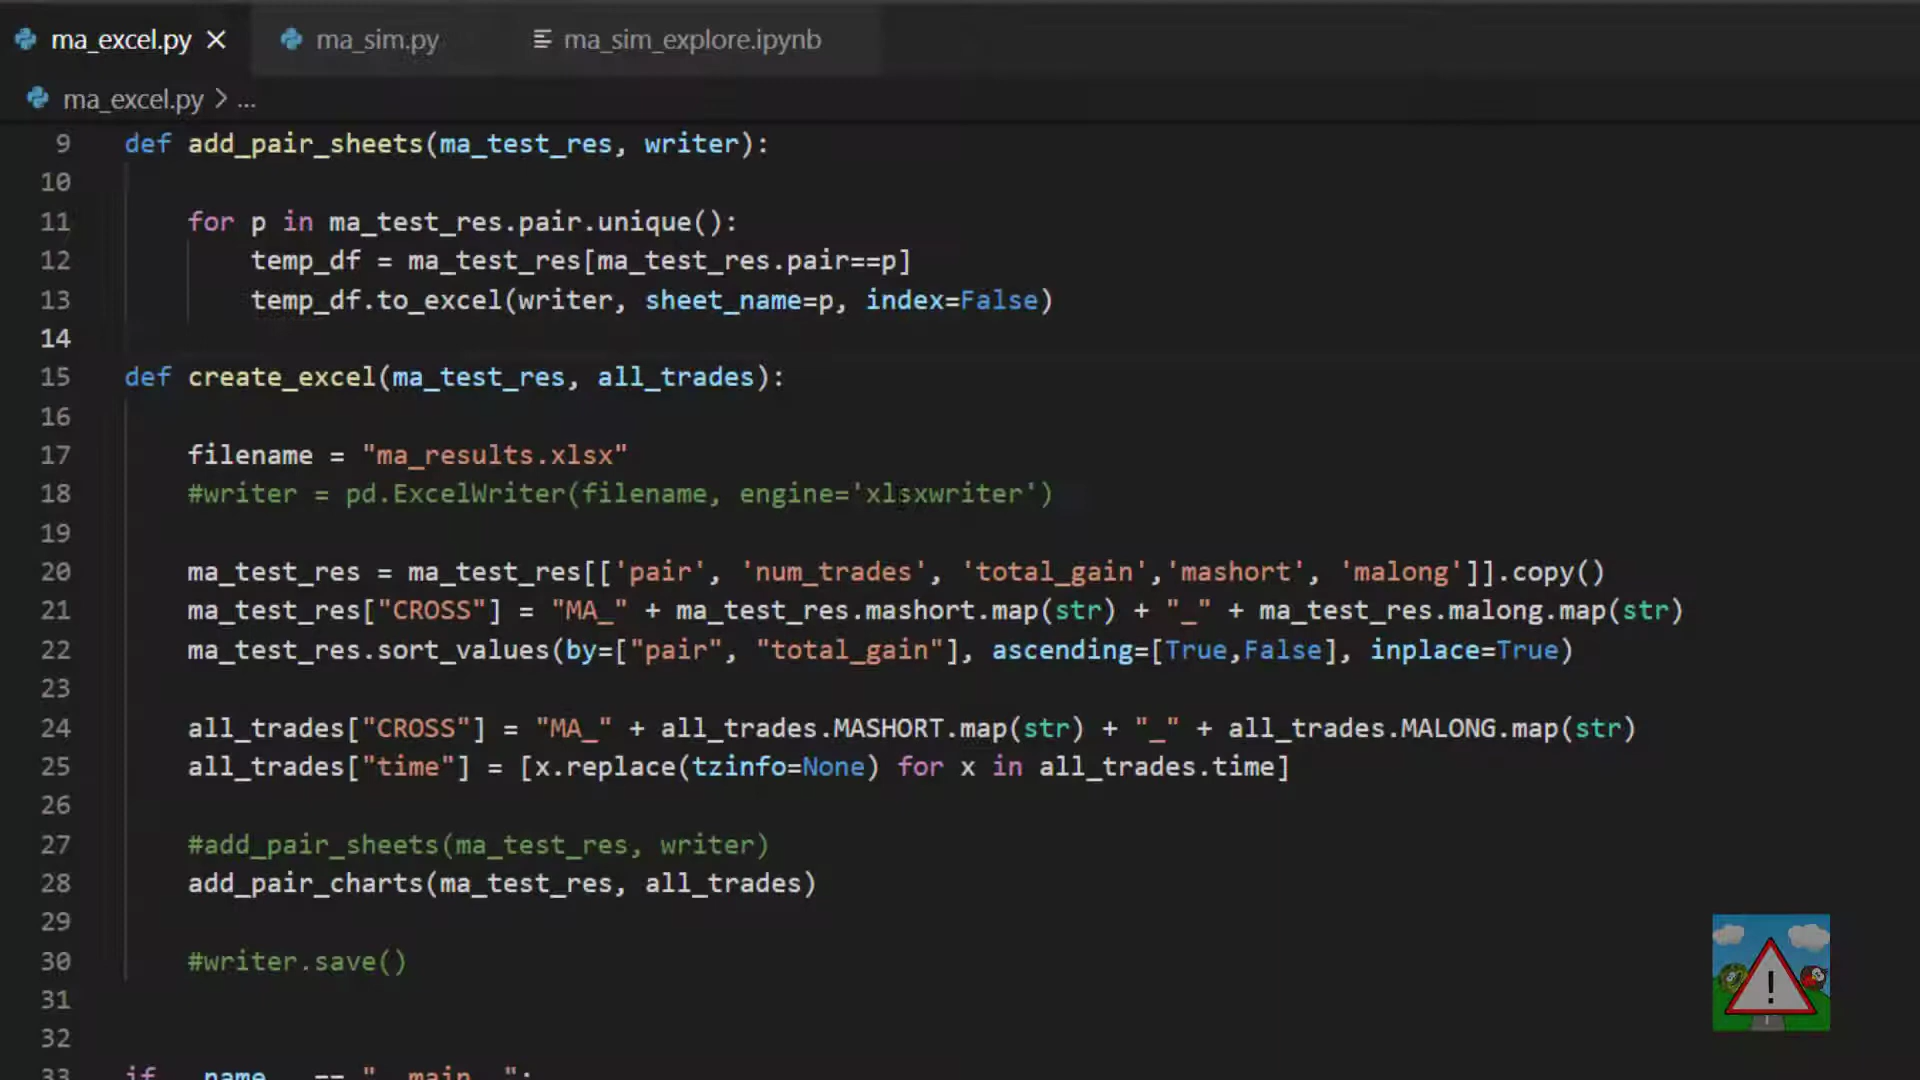 ma_excel.py
ma_sim.py
ma_sim_explore.ipynb
ma_excel.py > ...
9 def add_pair_sheets(ma_test_res, writer):
10
11 for p in ma_test_res.pair.unique():
12 temp_df = ma_test_res[ma_test_res.pair==p]
13 temp_df.to_excel(writer, sheet_name=p, index=False)
14
15 def create_excel(ma_test_res, all_trades):
16
17 filename = "ma_results.xlsx"
18 #writer = pd.ExcelWriter(filename, engine='xlsxwriter')
19
20 ma_test_res = ma_test_res[['pair', 'num_trades', 'total_gain','mashort', 'malong']].copy()
21 ma_test_res["CROSS"] = "MA_" + ma_test_res.mashort.map(str) + "_" + ma_test_res.malong.map(str)
22 ma_test_res.sort_values(by=["pair", "total_gain"], ascending=[True,False], inplace=True)
23
24 all_trades["CROSS"] = "MA_" + all_trades.MASHORT.map(str) + "_" + all_trades.MALONG.map(str)
25 all_trades["time"] = [x.replace(tzinfo=None) for x in all_trades.time]
26
27 #add_pair_sheets(ma_test_res, writer)
28 add_pair_charts(ma_test_res, all_trades)
29
30 #writer.save()
31
32
33 if __name__ == "__main__":
!